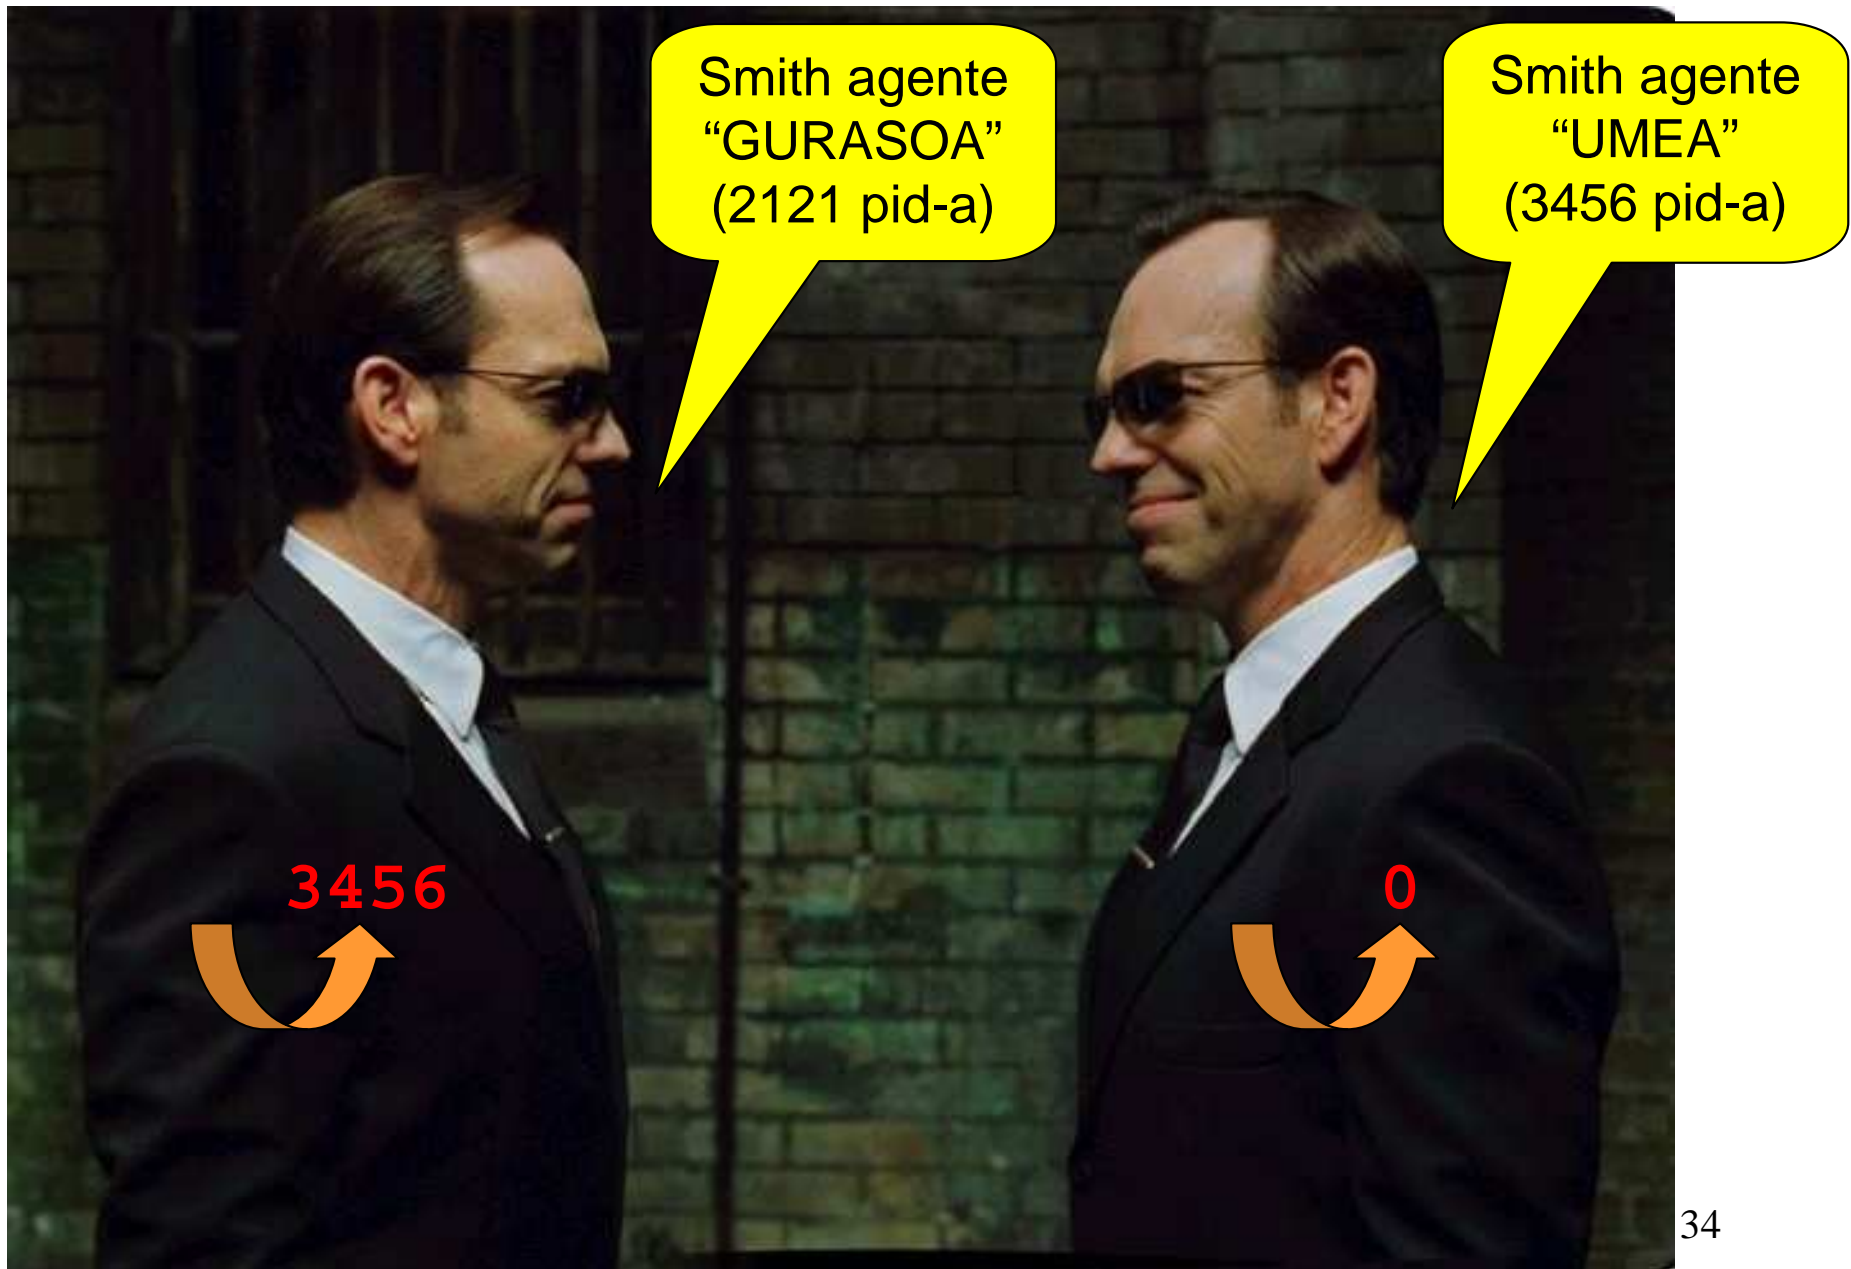 Smith agente
“GURASOA”
(2121 pid-a)
Smith agente
“UMEA”
(3456 pid-a)
3456
0
34